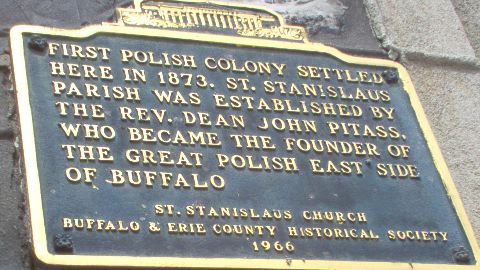 FIRST POLISH COLONY SETTLED
HERE IN 1873. ST. STANISLAUS
PARISH WAS ESTABLISHED BY
THE REV. DEAN JOHN PITASS,
WHO BECAME THE FOUNDER OF
THE GREAT POLISH EAST SIDE
OF BUFFALO
ST. STANISLAUS CHURCH
BUFFALO & ERIE COUNTY HISTORICAL SOCIETY
1966